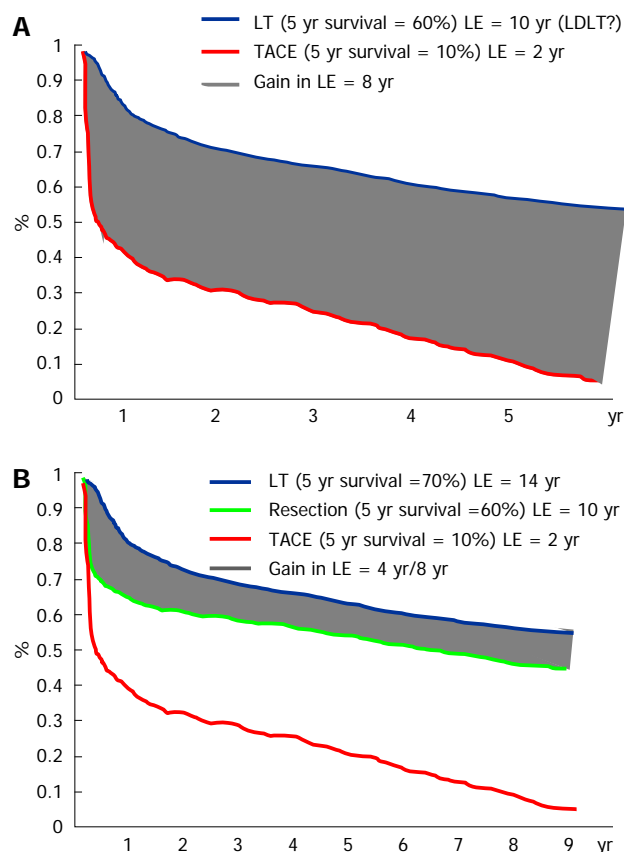 A
LT (5 yr survival = 60%) LE = 10 yr (LDLT?)
TACE (5 yr survival = 10%) LE = 2 yr
Gain in LE = 8 yr
1
0.9
0.8
0.7
0.6
0.5
0.4
0.3
0.2
0.1
0
%
1 2 3 4 5 yr
B
LT (5 yr survival =70%) LE = 14 yr
Resection (5 yr survival =60%) LE = 10 yr
TACE (5 yr survival = 10%) LE = 2 yr
Gain in LE = 4 yr/8 yr
1
0.9
0.8
0.7
0.6
0.5
0.4
0.3
0.2
0.1
0
%
1 2 3 4 5 6 7 8 9 yr